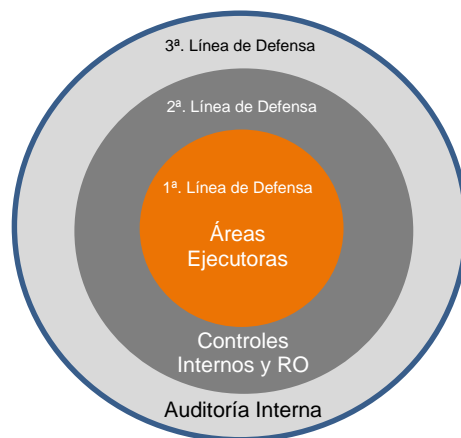 3ª. Línea de Defensa
2ª. Línea de Defensa
1ª. Línea de Defensa
Áreas
Ejecutoras
Controles
Internos y RO
Auditoría Interna